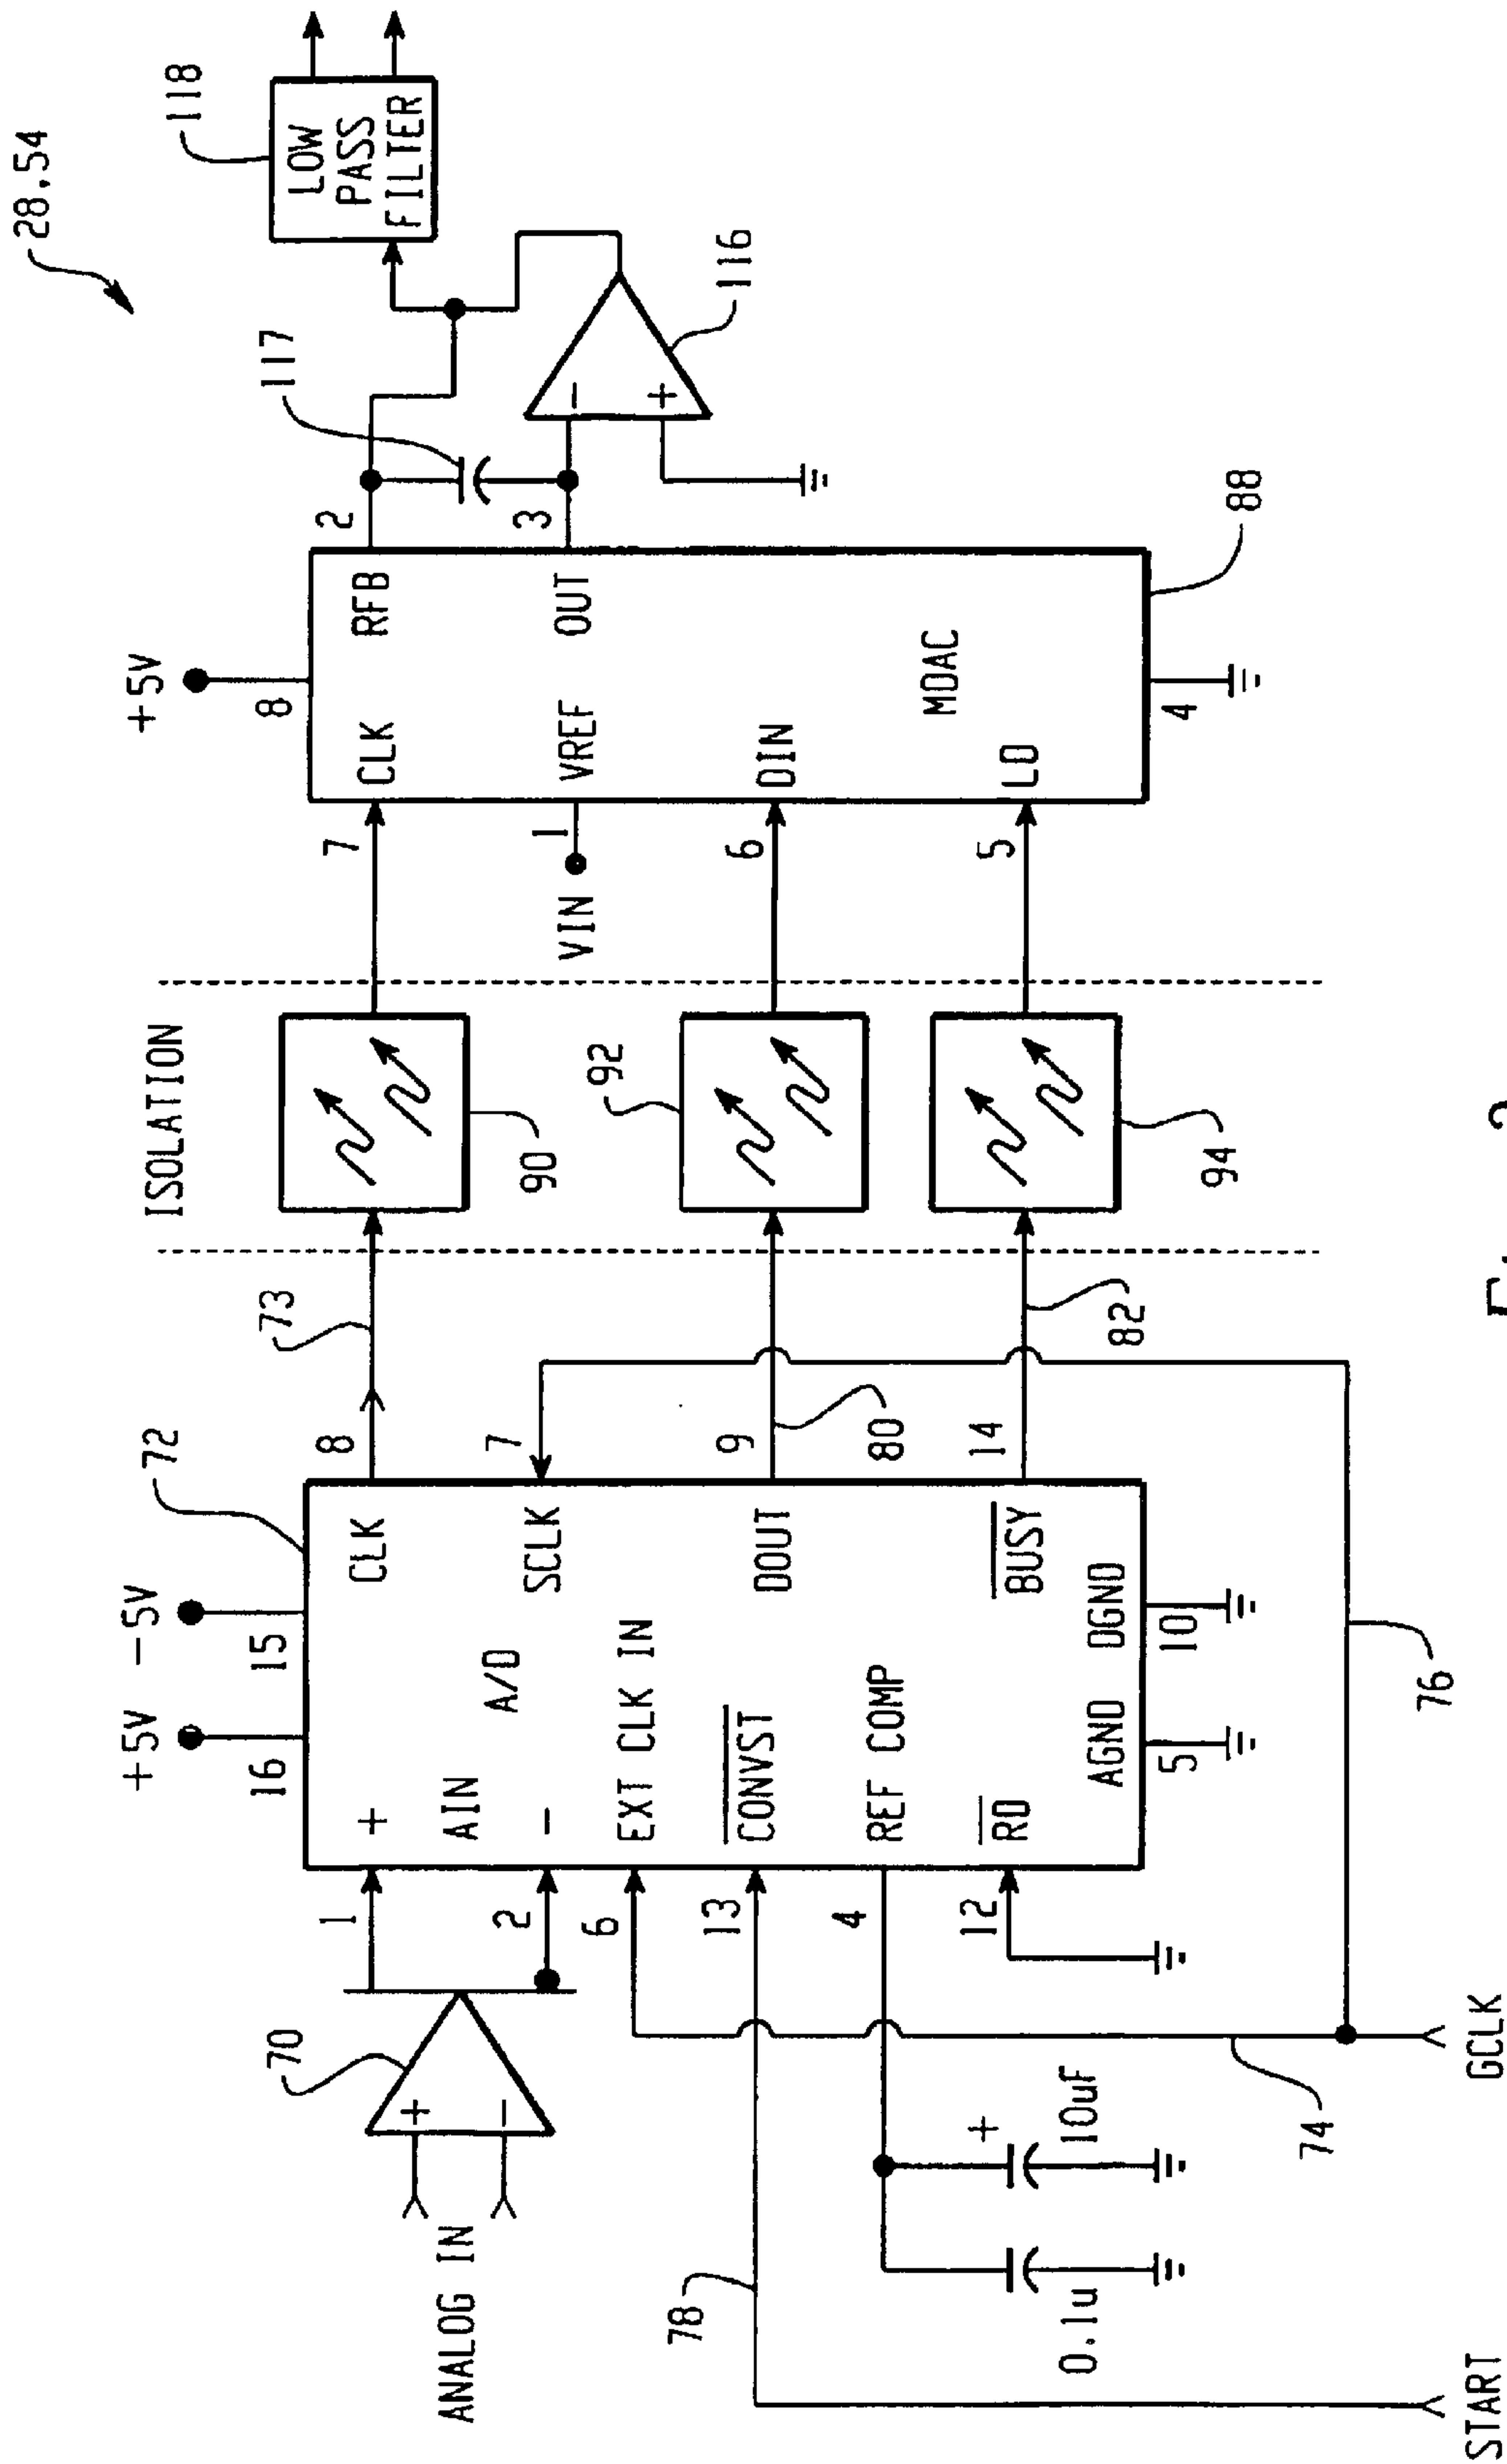 28,54
118
LOW
PASS
FILTER
117
116
+5V
8
2
3
CLK
RFB
VREF
OUT
DIN
MDAC
LD
7
1
VIN
6
5
4
88
ISOLATION
90
92
94
73
80
82
72
+5V
-5V
16
15
+
AIN
-
A/D
CLK
8
SCLK
7
EXT CLK IN
CONVST
DOUT
9
REF COMP
BUSY
14
RD
AGND
DGND
5
10
1
2
6
13
4
12
70
+
-
ANALOG IN
78
0.1u
+
10uF
74
76
START
GCLK